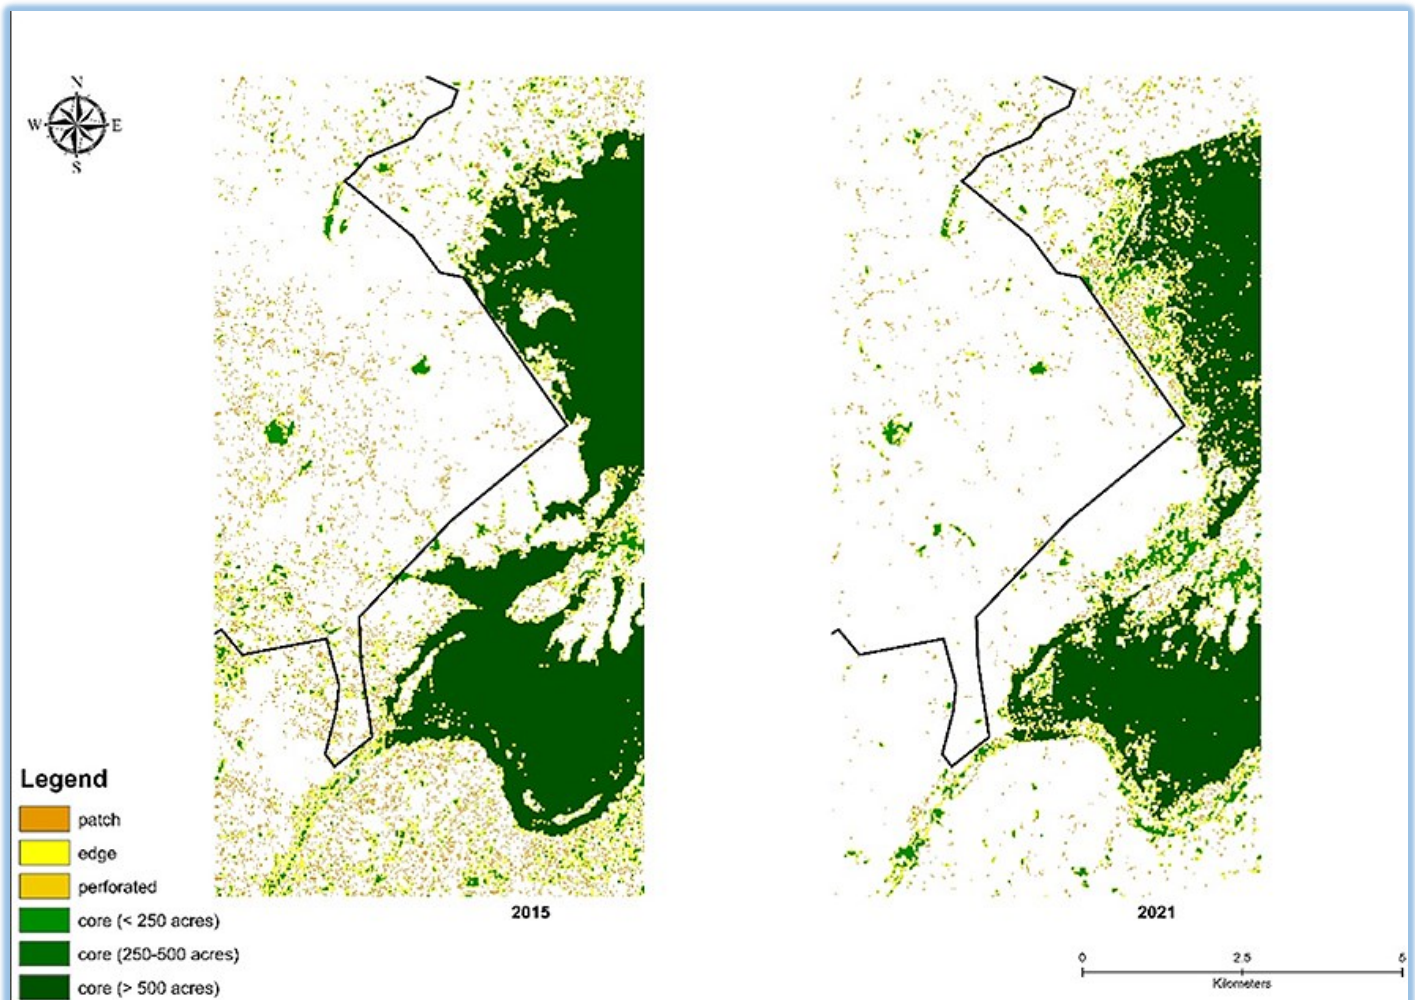 N
W E
S
2015
2021
Legend
patch
edge
perforated
core (< 250 acres)
core (250-500 acres)
core (> 500 acres)
0 2.5 5
Kilometers